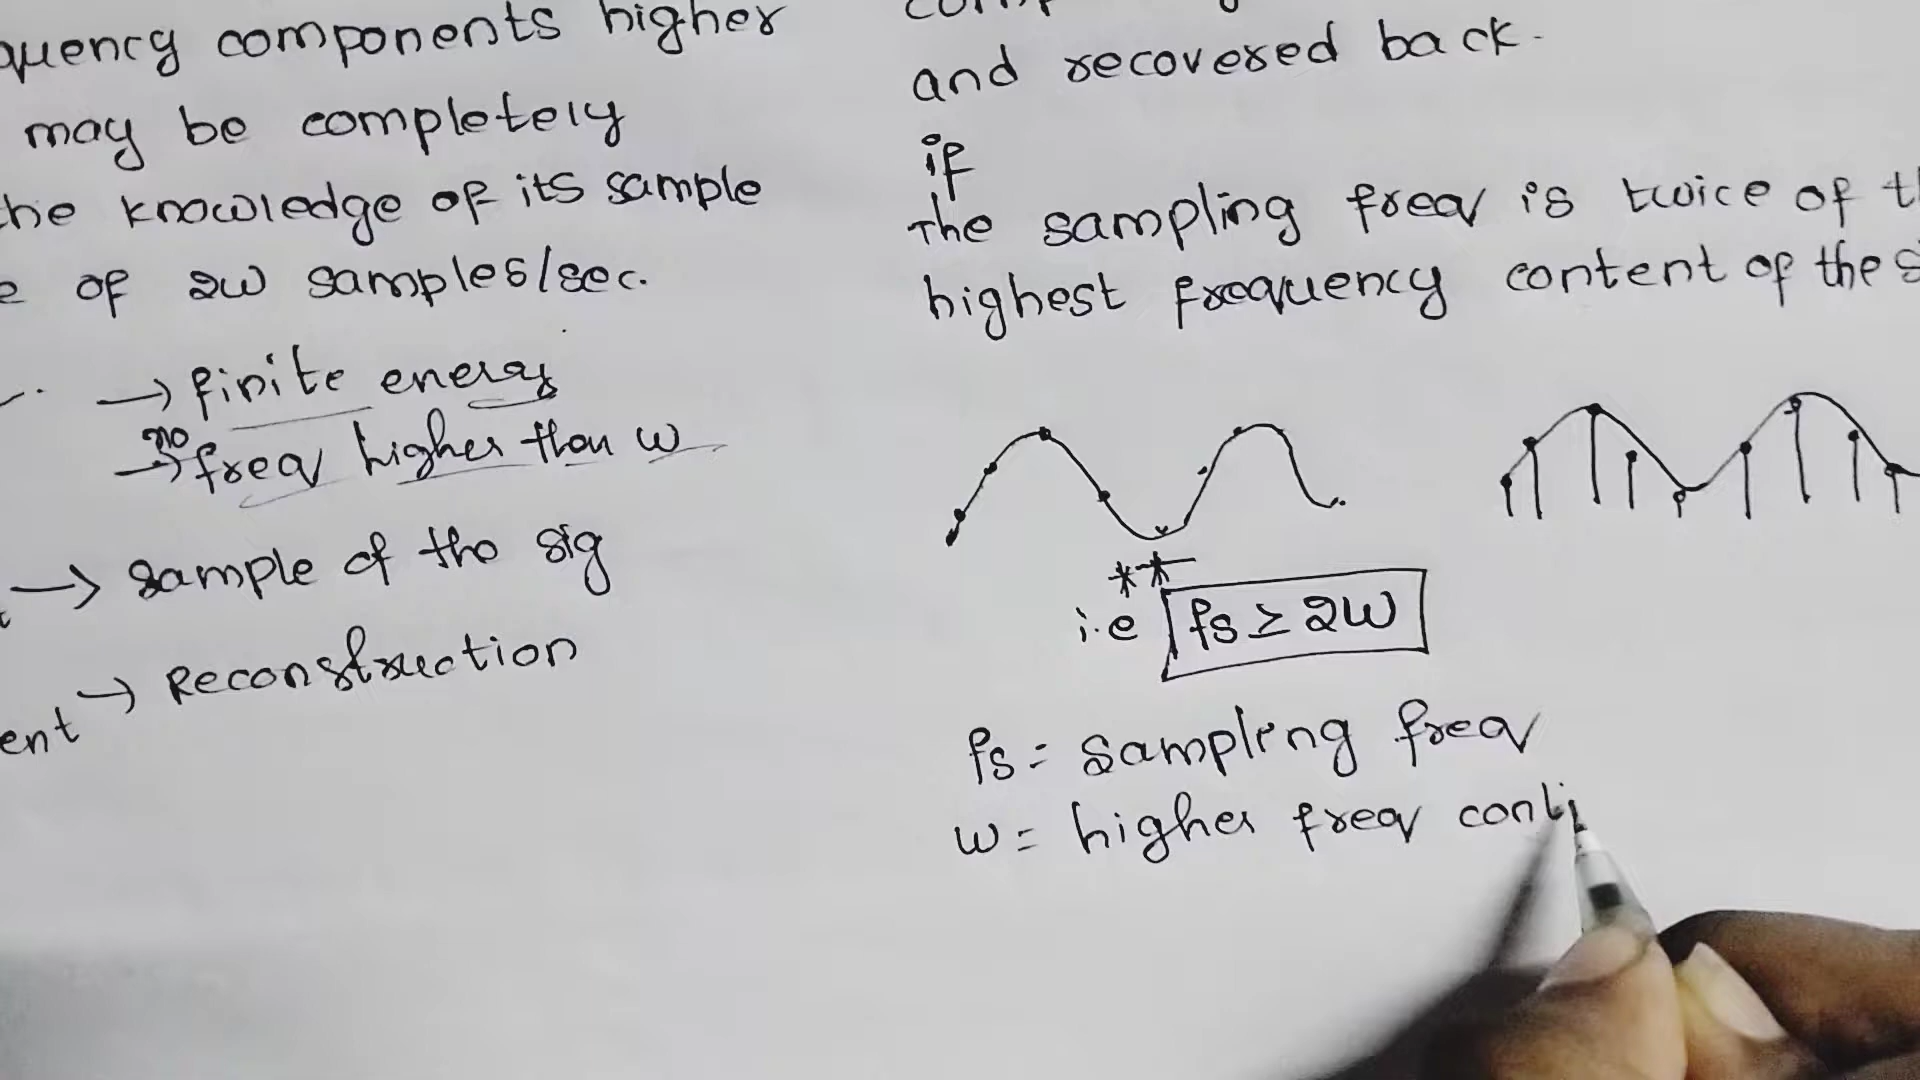 quency components higher
may be completely
the knowledge of its sample
e of 2w samples/sec.
→ finite energy
→ no freq higher than w
→ sample of the sig
ent → Reconstruction
and recovered back.
if
The sampling freq is twice of th
highest frequency content of the s
**
i.e fs ≥ 2W
fs = sampling freq
w = higher freq cont